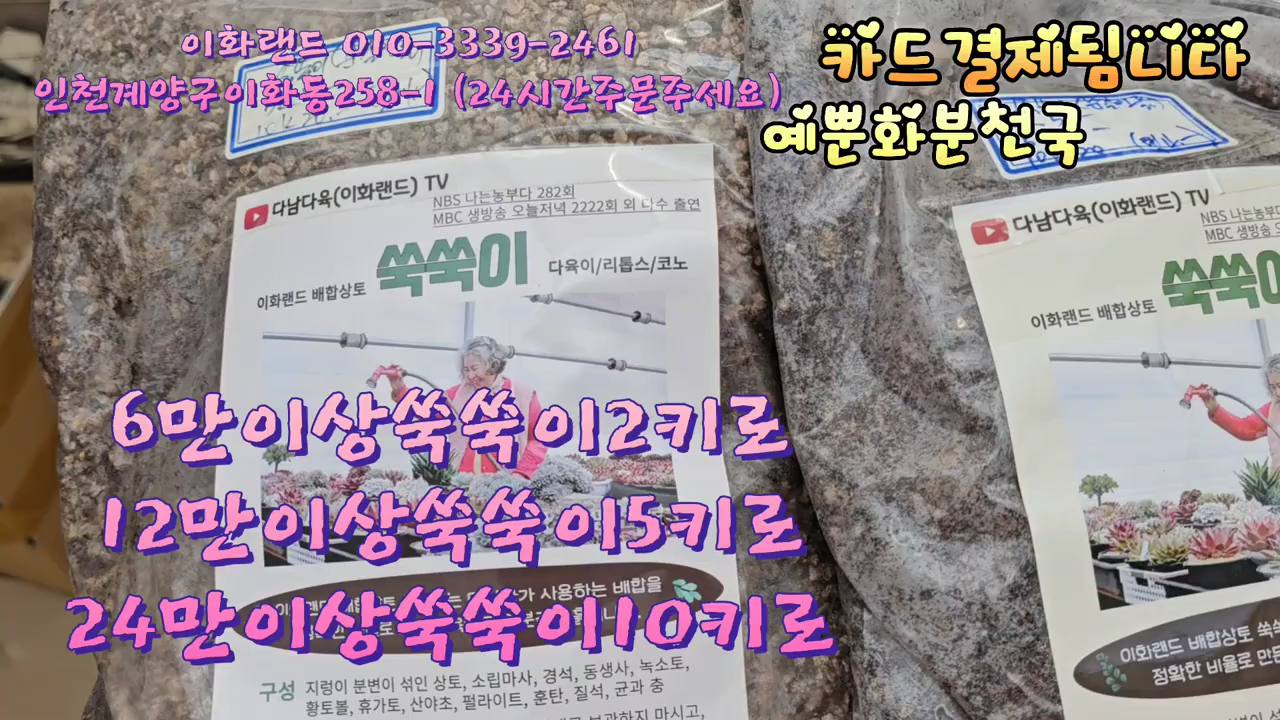 이화랜드 010-3339-2461
인천계양구이화동258-1 (24시간주문주세요)
카드결제됩니다
예쁜화분천국
다남다육(이화랜드) TV
NBS 나는농부다 282회
MBC 생방송 오늘저녁 2222회 외 다수 출연
이화랜드 배합상토 쑥쑥이 다육이/리톱스/코노
6만이상쑥쑥이2키로
12만이상쑥쑥이5키로
24만이상쑥쑥이10키로
사용하는 배합을
구성 지렁이 분변이 섞인 상토, 소립마사, 경석, 동생사, 녹소토,
황토볼, 휴가토, 산야초, 펄라이트, 훈탄, 질석, 균과 충
보관하지 마시고,
다남다육(이화랜드) TV
NBS 나는농부다
MBC 생방송
이화랜드 배합상토 쑥쑥이
이화랜드 배합상토
정확한 비율로